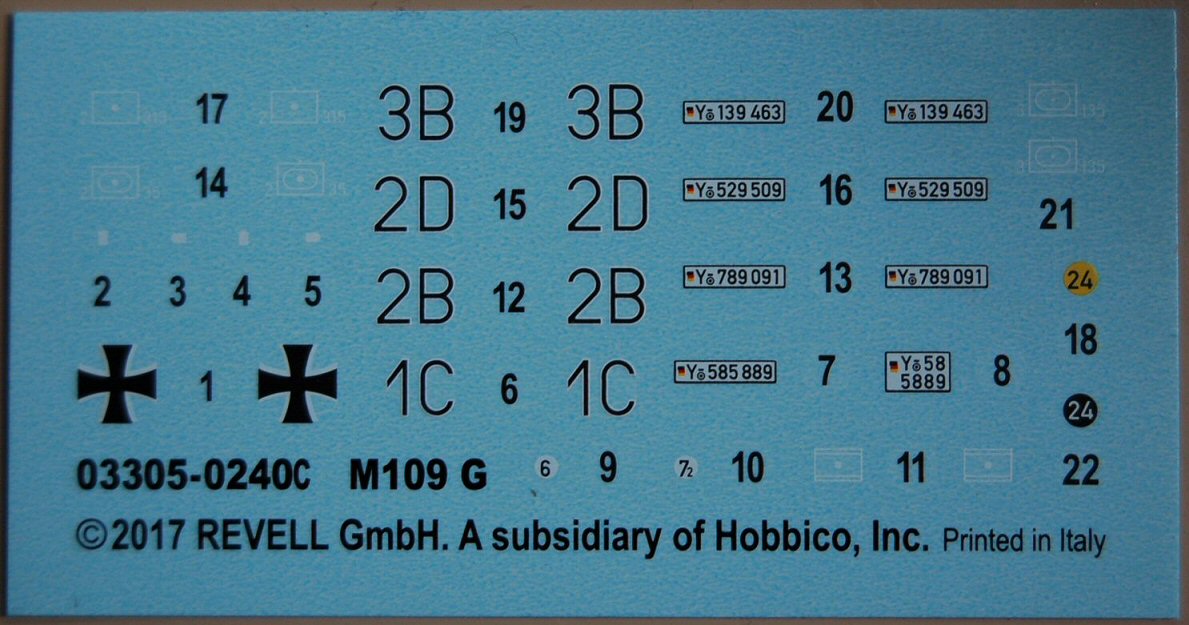 17 3B 19 3B Y 139 463 20 Y 139 463
14 2D 15 2D Y 529 509 16 Y 529 509 21
2 3 4 5 2B 12 2B Y 789 091 13 Y 789 091 24
18
1 1C 6 1C Y 585 889 7 Y 58 8
5889
24
03305-0240C M109 G 6 9 7½ 10 11 22
©2017 REVELL GmbH. A subsidiary of Hobbico, Inc. Printed in Italy